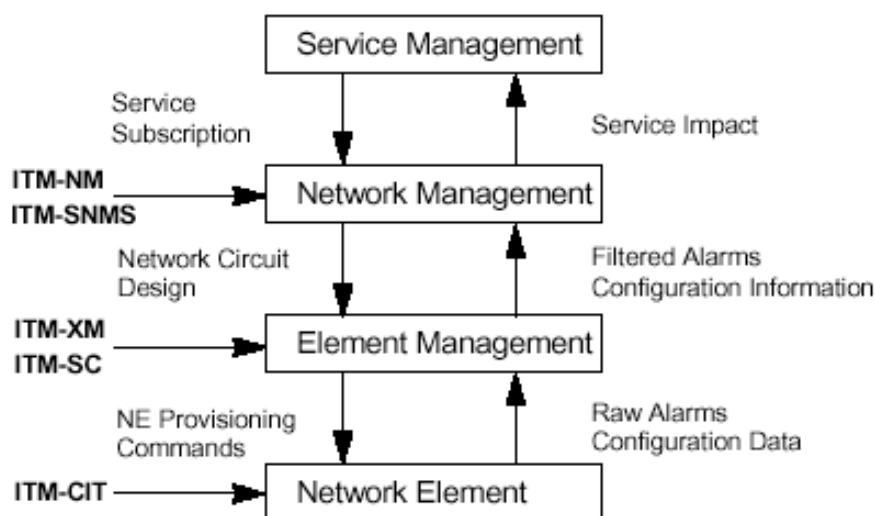 Service Management
Service
Subscription
Service Impact
ITM-NM
ITM-SNMS
Network Management
Network Circuit
Design
Filtered Alarms
Configuration Information
ITM-XM
ITM-SC
Element Management
NE Provisioning
Commands
Raw Alarms
Configuration Data
ITM-CIT
Network Element